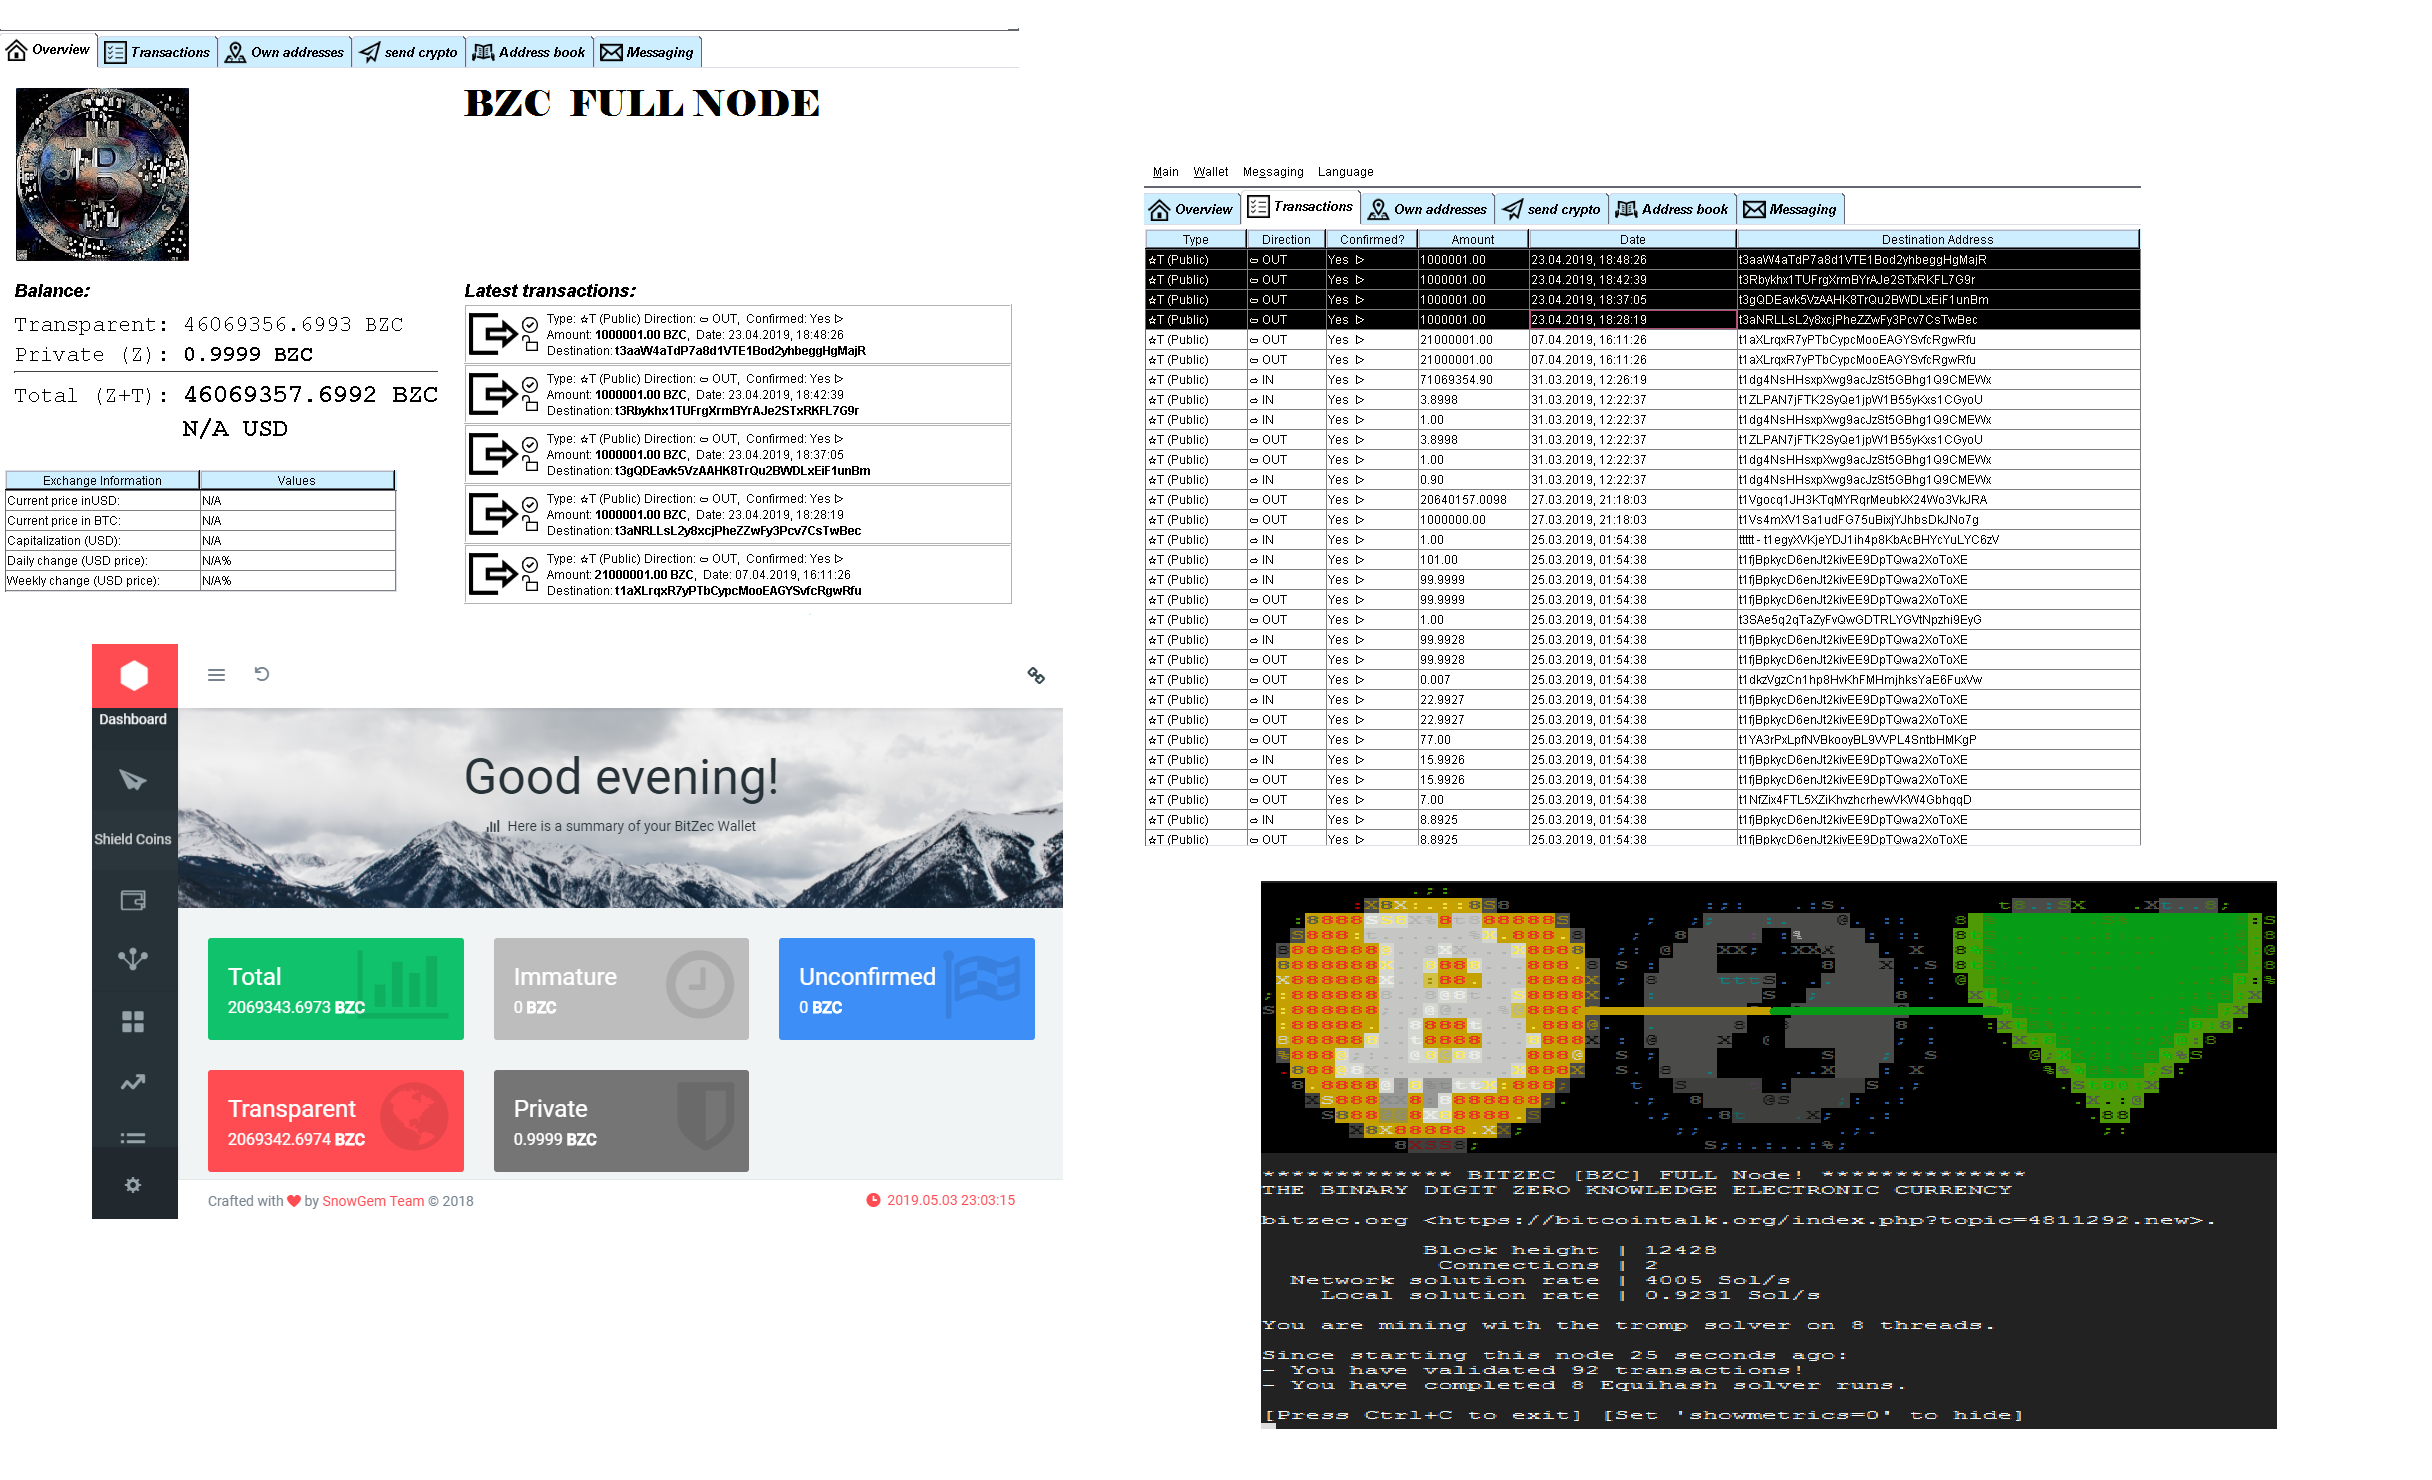 Overview Transactions Own addresses send crypto Address book Messaging
BZC FULL NODE
Balance:
Transparent: 46069356.6993 BZC
Private (Z): 0.9999 BZC
Total (Z+T): 46069357.6992 BZC
N/A USD
Exchange Information Values
Current price inUSD: N/A
Current price in BTC: N/A
Capitalization (USD): N/A
Daily change (USD price): N/A%
Weekly change (USD price): N/A%
Latest transactions:
Type: ☆T (Public) Direction: ⇦ OUT, Confirmed: Yes ▷
Amount: 1000001.00 BZC, Date: 23.04.2019, 18:48:26
Destination: t3aaW4aTdP7a8d1VTE1Bod2yhbeggHgMajR
Type: ☆T (Public) Direction: ⇦ OUT, Confirmed: Yes ▷
Amount: 1000001.00 BZC, Date: 23.04.2019, 18:42:39
Destination: t3Rbykhx1TUFrgXrmBYrAJe2STxRKFL7G9r
Type: ☆T (Public) Direction: ⇦ OUT, Confirmed: Yes ▷
Amount: 1000001.00 BZC, Date: 23.04.2019, 18:37:05
Destination: t3gQDEavk5VzAAHK8TrQu2BWDLxEiF1unBm
Type: ☆T (Public) Direction: ⇦ OUT, Confirmed: Yes ▷
Amount: 1000001.00 BZC, Date: 23.04.2019, 18:28:19
Destination: t3aNRLLsL2y8xcjPheZZwFy3Pcv7CsTwBec
Type: ☆T (Public) Direction: ⇦ OUT, Confirmed: Yes ▷
Amount: 21000001.00 BZC, Date: 07.04.2019, 16:11:26
Destination: t1aXLrqxR7yPTbCypcMooEAGYSvfcRgwRfu
Dashboard
Shield Coins
Good evening!
Here is a summary of your BitZec Wallet
Total
2069343.6973 BZC
Immature
0 BZC
Unconfirmed
0 BZC
Transparent
2069342.6974 BZC
Private
0.9999 BZC
Crafted with ❤ by SnowGem Team © 2018
2019.05.03 23:03:15
Main Wallet Messaging Language
Overview Transactions Own addresses send crypto Address book Messaging
Type Direction Confirmed? Amount Date Destination Address
☆T (Public) ⇦ OUT Yes ▷ 1000001.00 23.04.2019, 18:48:26 t3aaW4aTdP7a8d1VTE1Bod2yhbeggHgMajR
☆T (Public) ⇦ OUT Yes ▷ 1000001.00 23.04.2019, 18:42:39 t3Rbykhx1TUFrgXrmBYrAJe2STxRKFL7G9r
☆T (Public) ⇦ OUT Yes ▷ 1000001.00 23.04.2019, 18:37:05 t3gQDEavk5VzAAHK8TrQu2BWDLxEiF1unBm
☆T (Public) ⇦ OUT Yes ▷ 1000001.00 23.04.2019, 18:28:19 t3aNRLLsL2y8xcjPheZZwFy3Pcv7CsTwBec
☆T (Public) ⇦ OUT Yes ▷ 21000001.00 07.04.2019, 16:11:26 t1aXLrqxR7yPTbCypcMooEAGYSvfcRgwRfu
☆T (Public) ⇦ OUT Yes ▷ 21000001.00 07.04.2019, 16:11:26 t1aXLrqxR7yPTbCypcMooEAGYSvfcRgwRfu
☆T (Public) ⇨ IN Yes ▷ 71069354.90 31.03.2019, 12:26:19 t1dg4NsHHsxpXwg9acJzSt5GBhg1Q9CMEWx
☆T (Public) ⇨ IN Yes ▷ 3.8998 31.03.2019, 12:22:37 t1ZLPAN7jFTK2SyQe1jpW1B55yKxs1CGyoU
☆T (Public) ⇨ IN Yes ▷ 1.00 31.03.2019, 12:22:37 t1dg4NsHHsxpXwg9acJzSt5GBhg1Q9CMEWx
☆T (Public) ⇦ OUT Yes ▷ 3.8998 31.03.2019, 12:22:37 t1ZLPAN7jFTK2SyQe1jpW1B55yKxs1CGyoU
☆T (Public) ⇦ OUT Yes ▷ 1.00 31.03.2019, 12:22:37 t1dg4NsHHsxpXwg9acJzSt5GBhg1Q9CMEWx
☆T (Public) ⇨ IN Yes ▷ 0.90 31.03.2019, 12:22:37 t1dg4NsHHsxpXwg9acJzSt5GBhg1Q9CMEWx
☆T (Public) ⇦ OUT Yes ▷ 20640157.0098 27.03.2019, 21:18:03 t1Vgocq1JH3KTqMYRqrMeubkX24Wo3VkJRA
☆T (Public) ⇦ OUT Yes ▷ 1000000.00 27.03.2019, 21:18:03 t1Vs4mXV1Sa1udFG75uBixjYJhbsDkJNo7g
☆T (Public) ⇨ IN Yes ▷ 1.00 25.03.2019, 01:54:38 ttttt - t1egyXVKjeYDJ1ih4p8KbAcBHYcYuLYC6zV
☆T (Public) ⇨ IN Yes ▷ 101.00 25.03.2019, 01:54:38 t1fjBpkycD6enJt2kivEE9DpTQwa2XoToXE
☆T (Public) ⇨ IN Yes ▷ 99.9999 25.03.2019, 01:54:38 t1fjBpkycD6enJt2kivEE9DpTQwa2XoToXE
☆T (Public) ⇦ OUT Yes ▷ 99.9999 25.03.2019, 01:54:38 t1fjBpkycD6enJt2kivEE9DpTQwa2XoToXE
☆T (Public) ⇦ OUT Yes ▷ 1.00 25.03.2019, 01:54:38 t3SAe5q2qTaZyFvQwGDTRLYGVtNpzhi9EyG
☆T (Public) ⇨ IN Yes ▷ 99.9928 25.03.2019, 01:54:38 t1fjBpkycD6enJt2kivEE9DpTQwa2XoToXE
☆T (Public) ⇦ OUT Yes ▷ 99.9928 25.03.2019, 01:54:38 t1fjBpkycD6enJt2kivEE9DpTQwa2XoToXE
☆T (Public) ⇦ OUT Yes ▷ 0.007 25.03.2019, 01:54:38 t1dkzVgzCn1hp8HvKhFMHmjhksYaE6FuxVw
☆T (Public) ⇨ IN Yes ▷ 22.9927 25.03.2019, 01:54:38 t1fjBpkycD6enJt2kivEE9DpTQwa2XoToXE
☆T (Public) ⇦ OUT Yes ▷ 22.9927 25.03.2019, 01:54:38 t1fjBpkycD6enJt2kivEE9DpTQwa2XoToXE
☆T (Public) ⇦ OUT Yes ▷ 77.00 25.03.2019, 01:54:38 t1YA3rPxLpfNVBkooyBL9VVPL4SntbHMKgP
☆T (Public) ⇨ IN Yes ▷ 15.9926 25.03.2019, 01:54:38 t1fjBpkycD6enJt2kivEE9DpTQwa2XoToXE
☆T (Public) ⇦ OUT Yes ▷ 15.9926 25.03.2019, 01:54:38 t1fjBpkycD6enJt2kivEE9DpTQwa2XoToXE
☆T (Public) ⇦ OUT Yes ▷ 7.00 25.03.2019, 01:54:38 t1NfZix4FTL5XZiKhvzhcrhewVKW4GbhqqD
☆T (Public) ⇨ IN Yes ▷ 8.8925 25.03.2019, 01:54:38 t1fjBpkycD6enJt2kivEE9DpTQwa2XoToXE
☆T (Public) ⇦ OUT Yes ▷ 8.8925 25.03.2019, 01:54:38 t1fjBpkycD6enJt2kivEE9DpTQwa2XoToXE
************* BITZEC [BZC] FULL Node! **************
THE BINARY DIGIT ZERO KNOWLEDGE ELECTRONIC CURRENCY
bitzec.org <https://bitcointalk.org/index.php?topic=4811292.new>.
Block height | 12428
Connections | 2
Network solution rate | 4005 Sol/s
Local solution rate | 0.9231 Sol/s
You are mining with the tromp solver on 8 threads.
Since starting this node 25 seconds ago:
- You have validated 92 transactions!
- You have completed 8 Equihash solver runs.
[Press Ctrl+C to exit] [Set 'showmetrics=0' to hide]